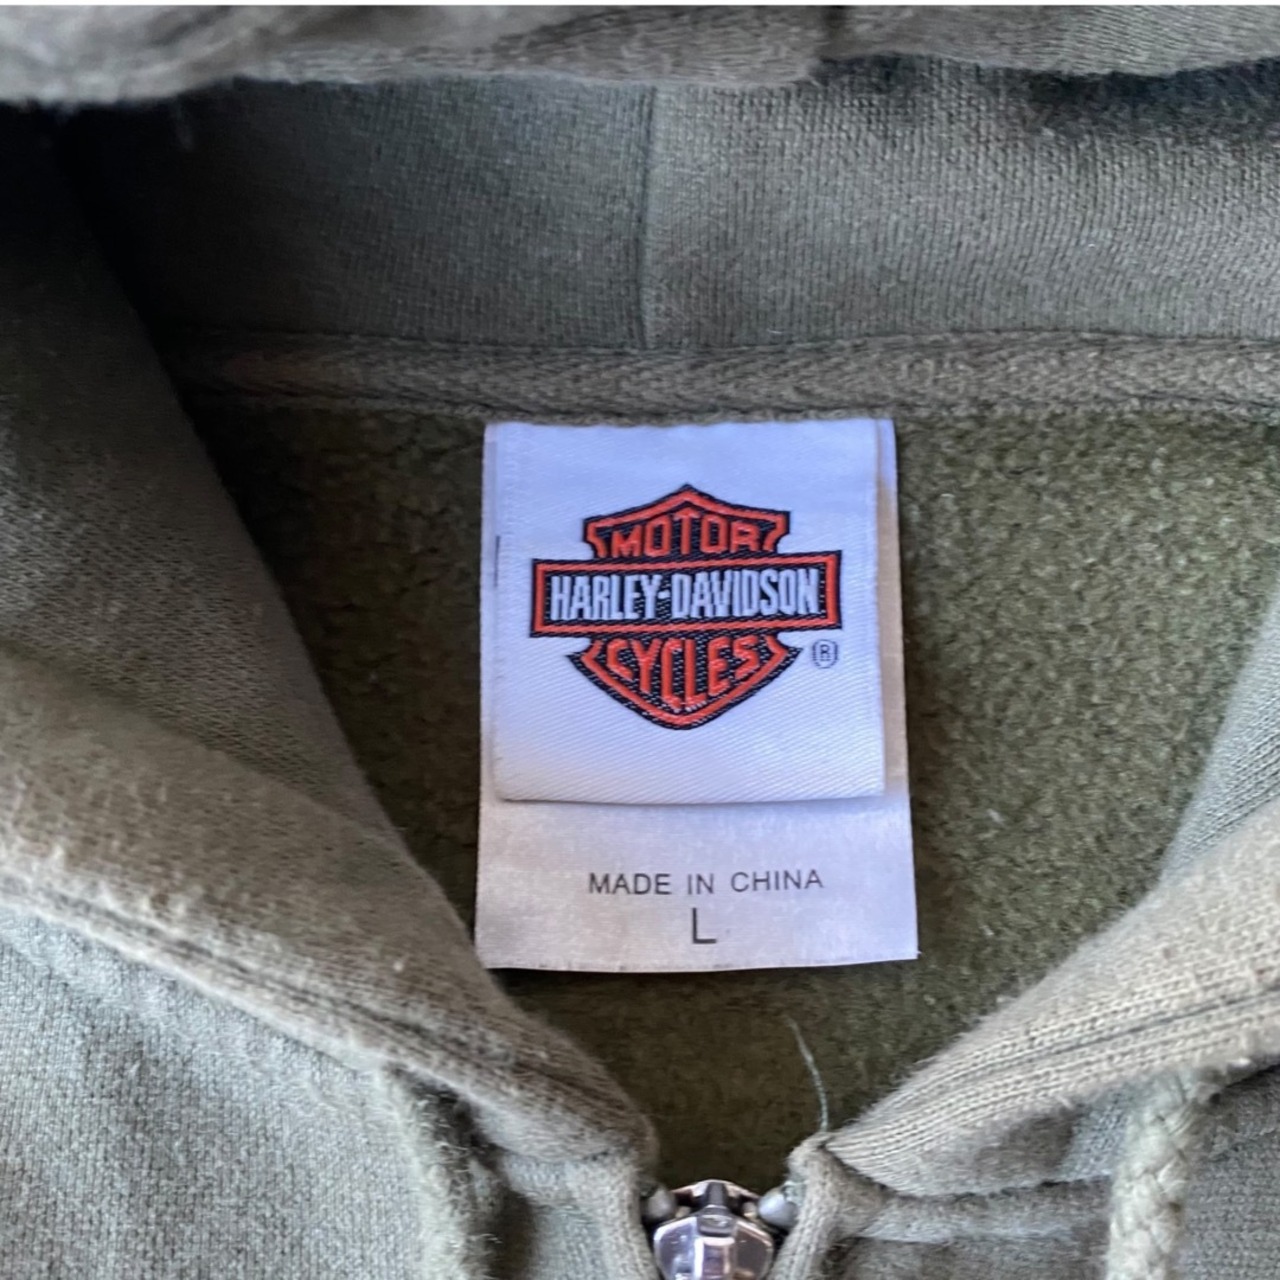 MOTOR
HARLEY-DAVIDSON
CYCLES
®
MADE IN CHINA
L